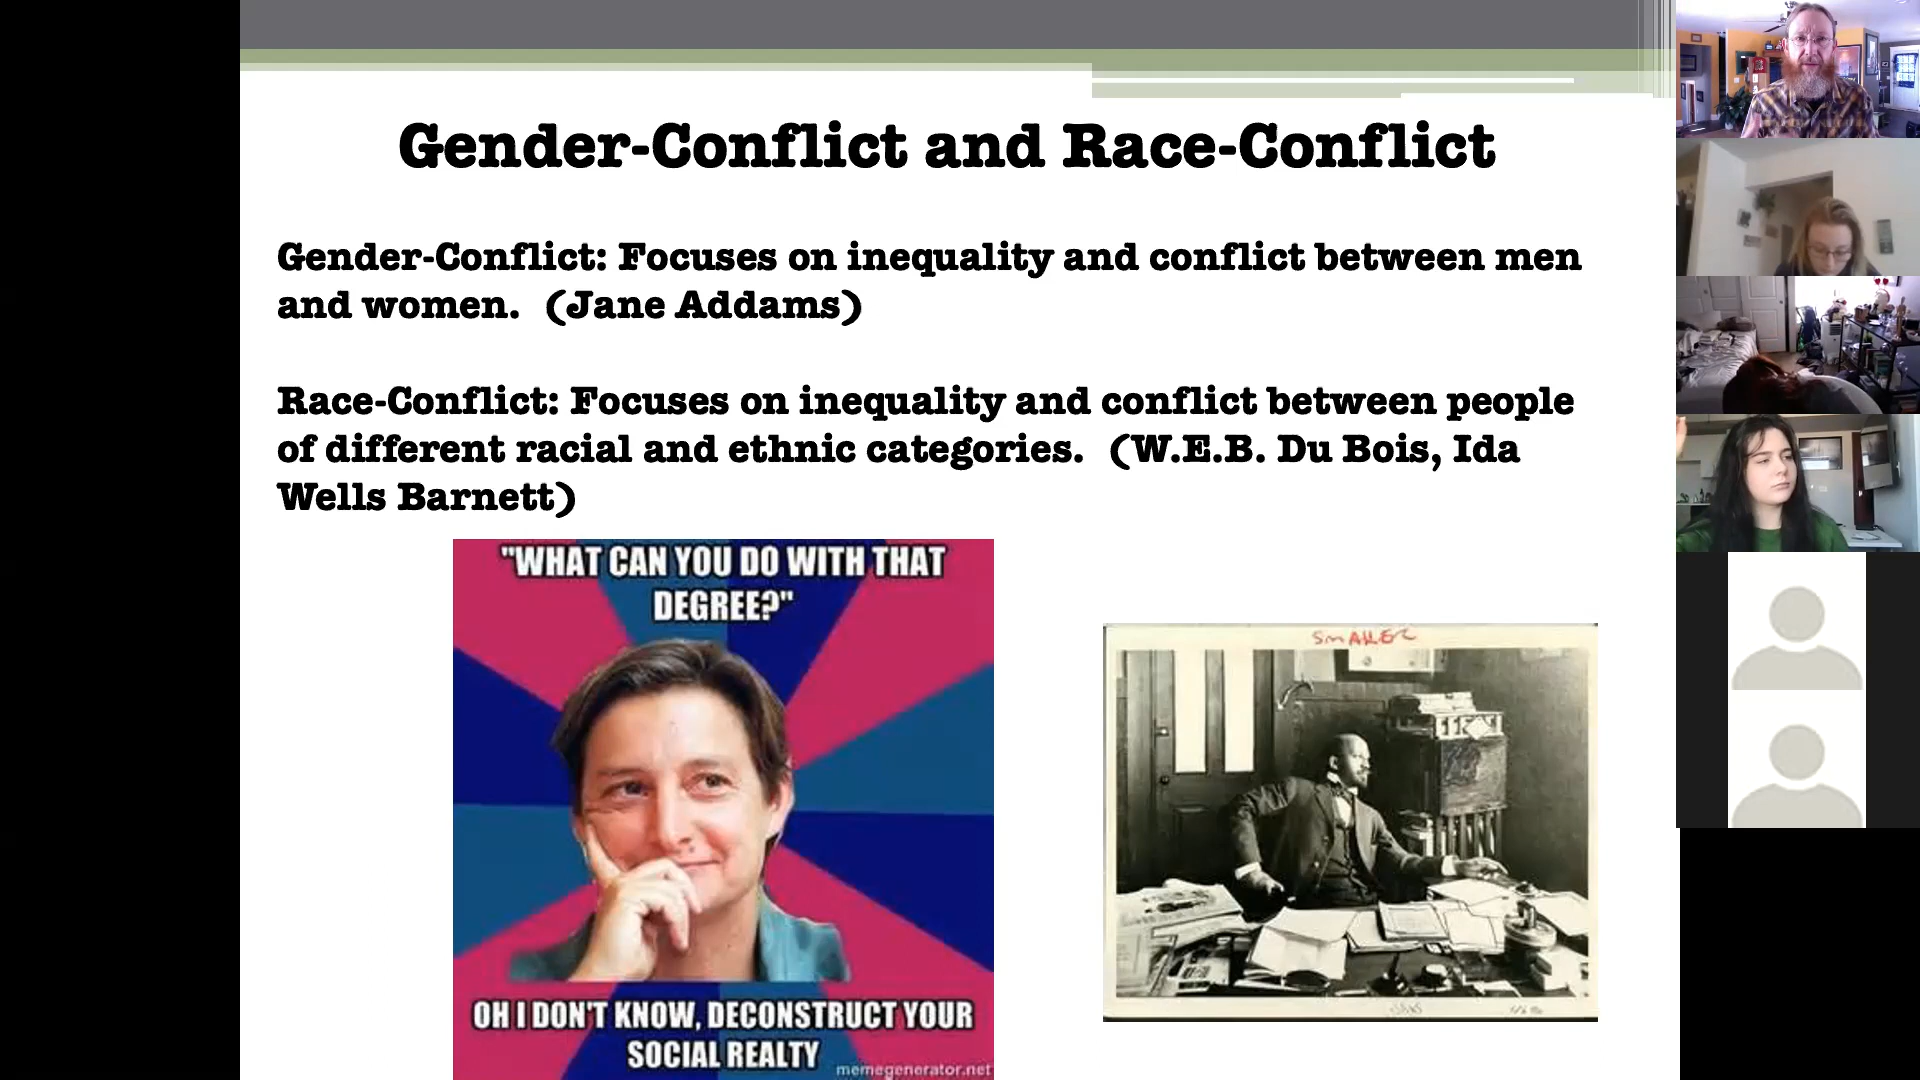 Gender-Conflict and Race-Conflict
Gender-Conflict: Focuses on inequality and conflict between men
and women. (Jane Addams)
Race-Conflict: Focuses on inequality and conflict between people
of different racial and ethnic categories. (W.E.B. Du Bois, Ida
Wells Barnett)
"WHAT CAN YOU DO WITH THAT
DEGREE?"
OH I DON'T KNOW, DECONSTRUCT YOUR
SOCIAL REALTY
memegenerator.net
SMALLER